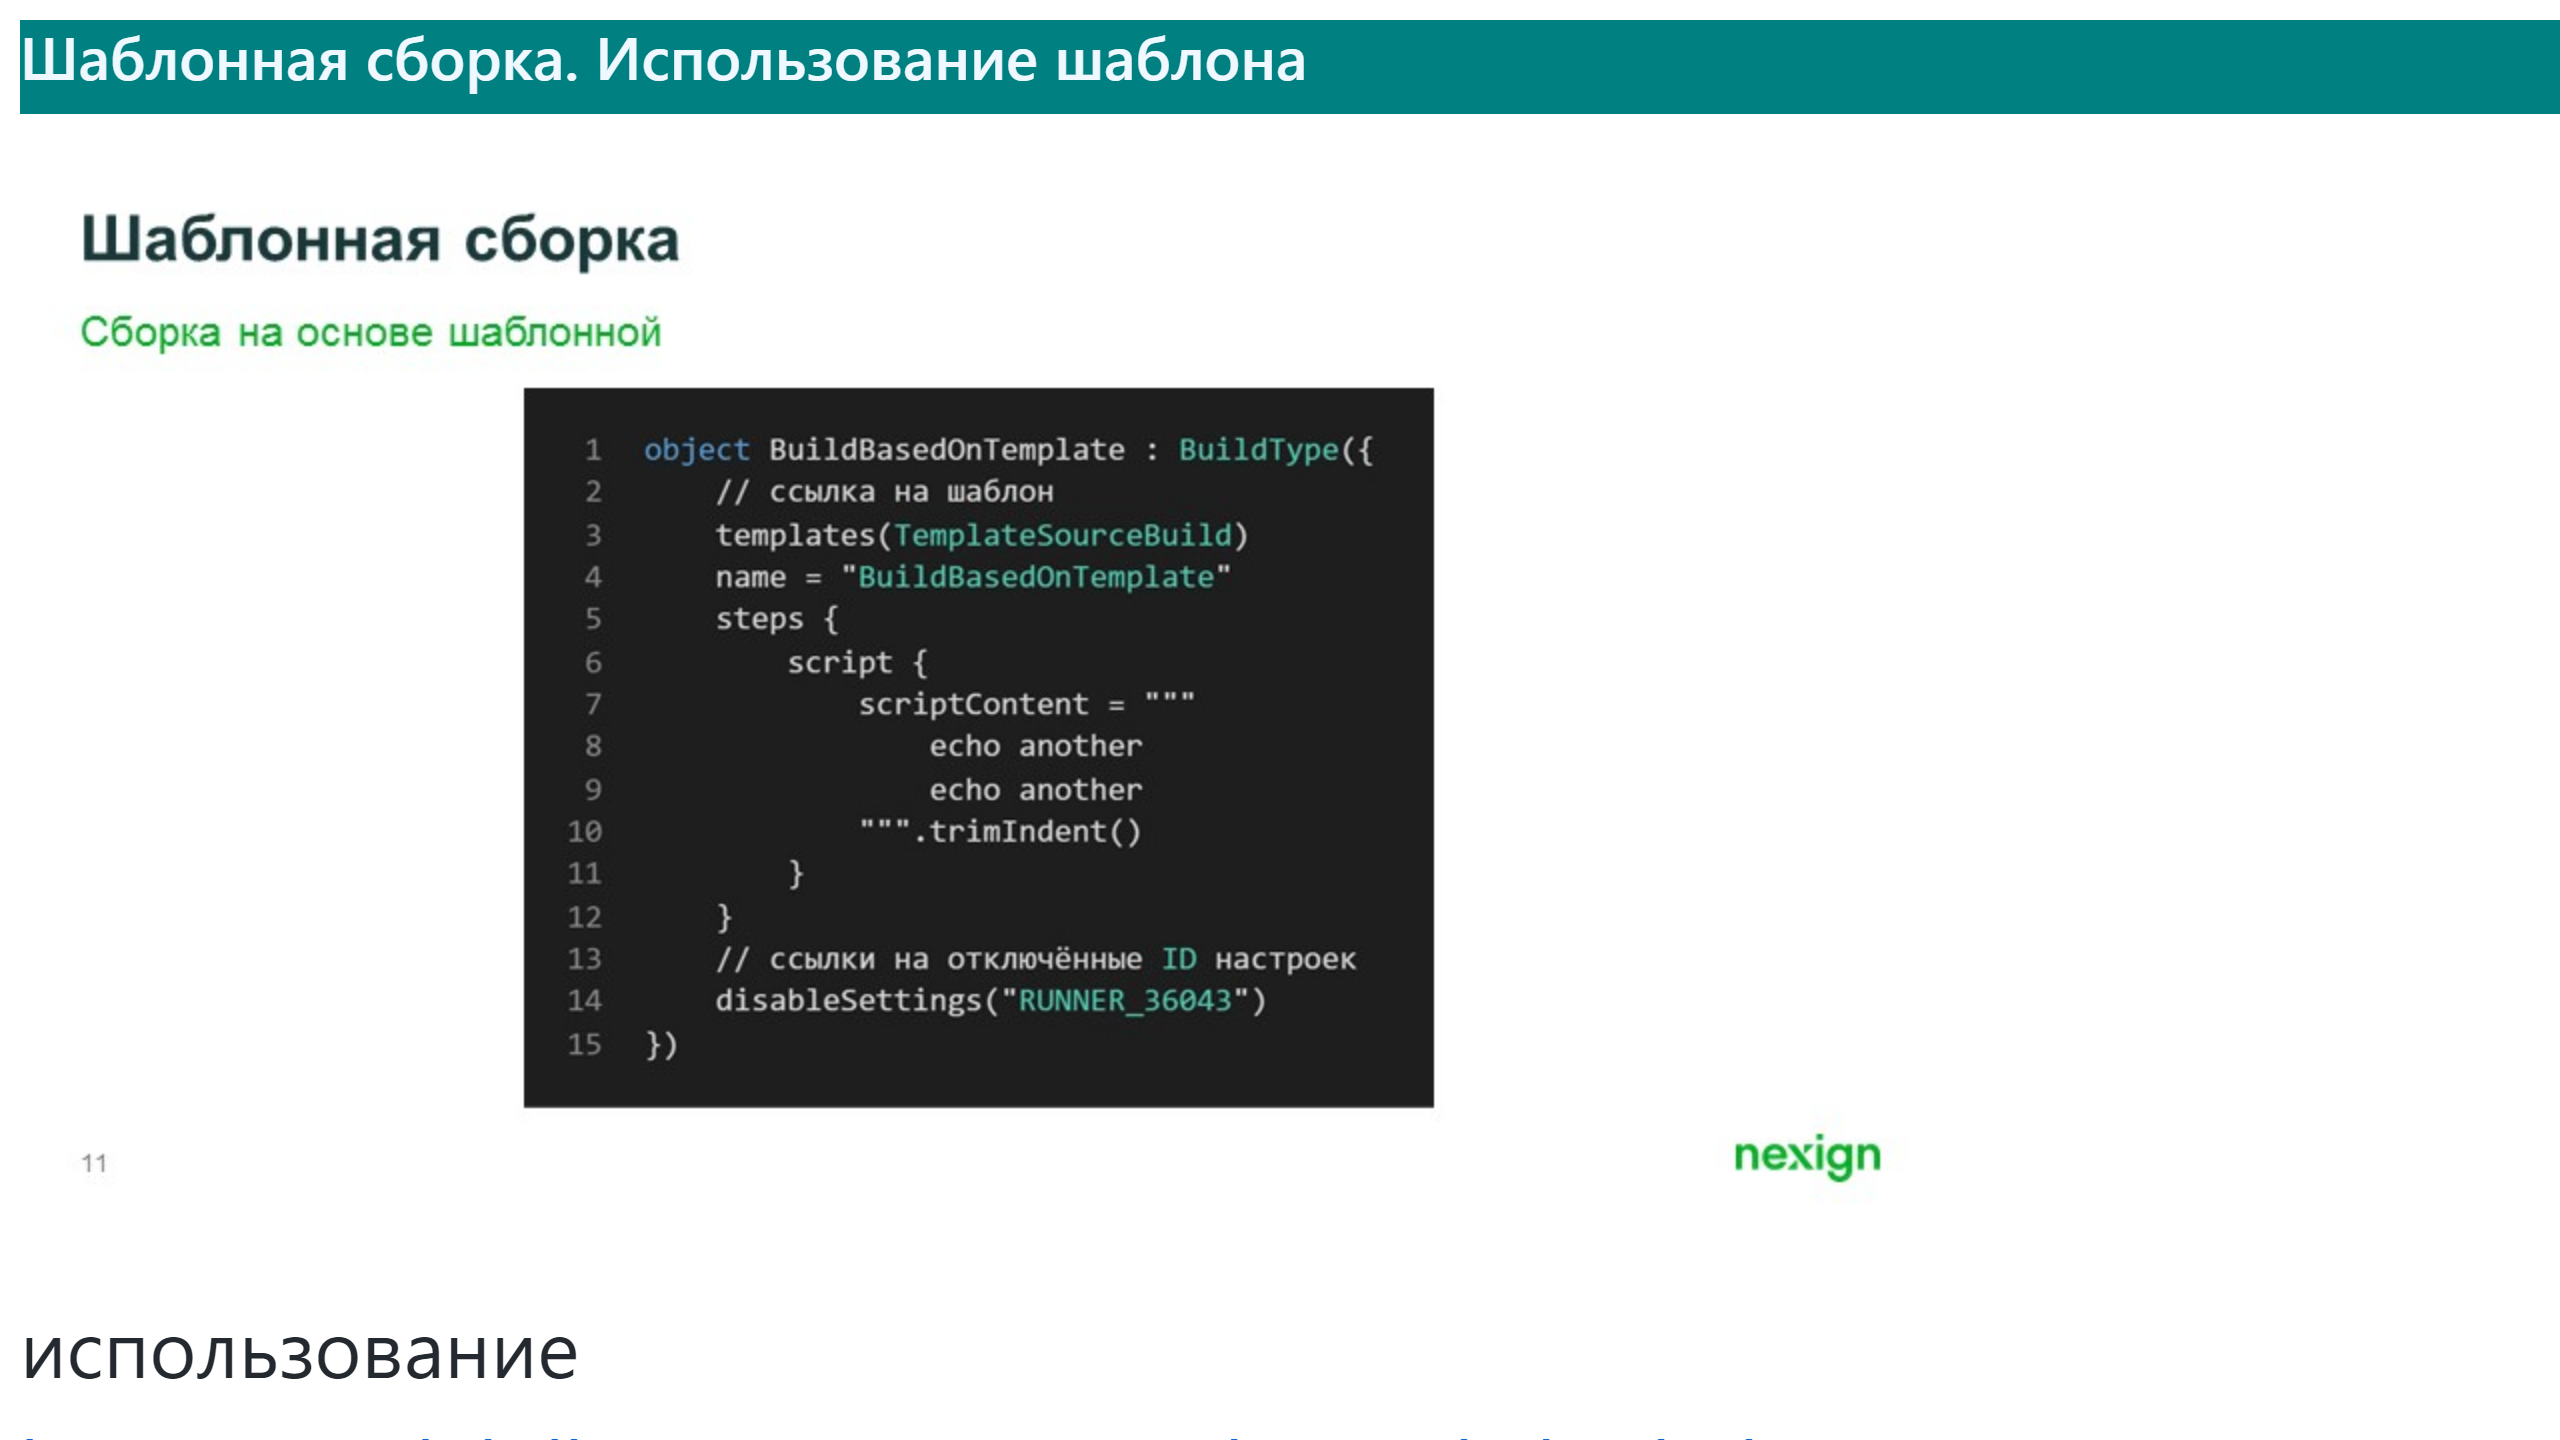 Шаблонная сборка. Использование шаблона
Шаблонная сборка
Сборка на основе шаблонной
1 object BuildBasedOnTemplate : BuildType({
2 // ссылка на шаблон
3 templates(TemplateSourceBuild)
4 name = "BuildBasedOnTemplate"
5 steps {
6 script {
7 scriptContent = """
8 echo another
9 echo another
10 """.trimIndent()
11 }
12 }
13 // ссылки на отключённые ID настроек
14 disableSettings("RUNNER_36043")
15 })
11
nexign
использование